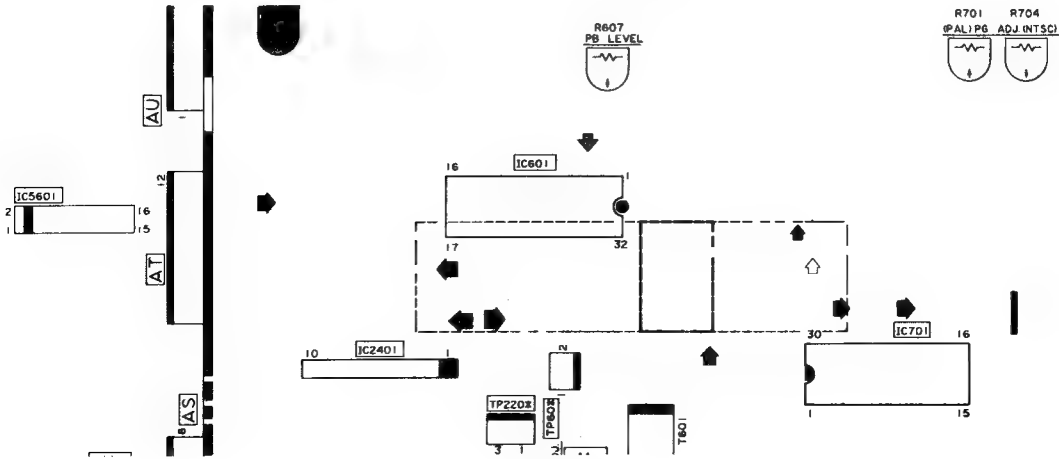 R607
PB LEVEL
R701
R704
(PAL) PG ADJ. (NTSC)
AU
1
16
IC601
1
12
IC5601
2
16
1
15
17
32
AT
IC701
30
16
10
IC2401
1
2
1
AS
8
TP220※
TP60※
T601
1
15
3
1
2